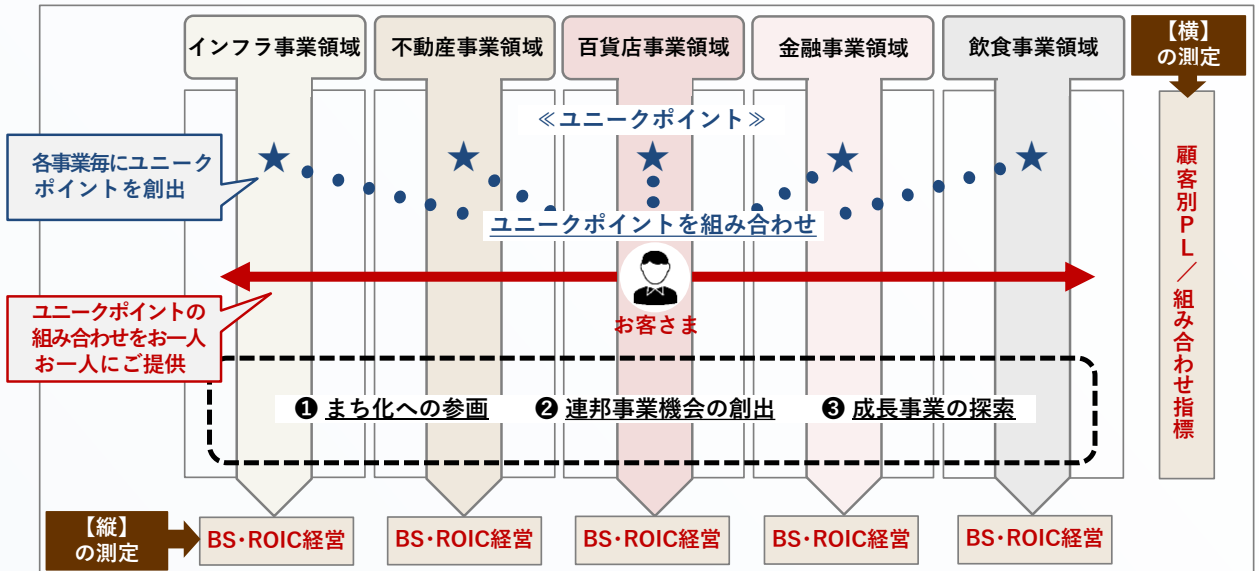 インフラ事業領域
不動産事業領域
百貨店事業領域
金融事業領域
飲食事業領域
【横】
の測定
≪ユニークポイント≫
各事業毎にユニーク
ポイントを創出
ユニークポイントを組み合わせ
顧客別PL/組み合わせ指標
お客さま
ユニークポイントの
組み合わせをお一人
お一人にご提供
❶ まち化への参画
❷ 連邦事業機会の創出
❸ 成長事業の探索
【縦】
の測定
BS・ROIC経営
BS・ROIC経営
BS・ROIC経営
BS・ROIC経営
BS・ROIC経営